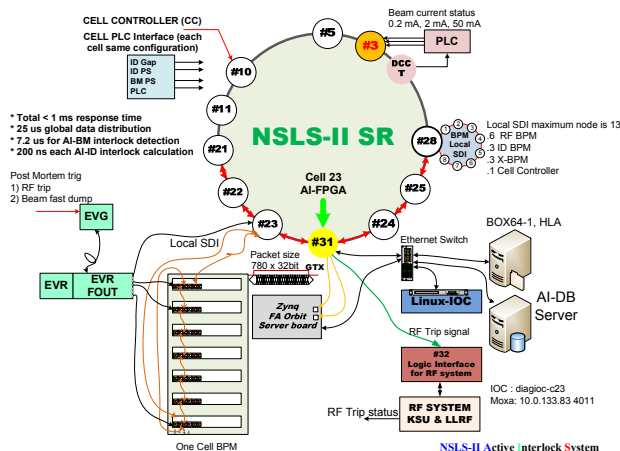 CELL CONTROLLER (CC)
CELL PLC Interface (each
cell same configuration)
ID Gap
ID PS
BM PS
PLC
#5
#3
Beam current status
0.2 mA, 2 mA, 50 mA
PLC
DCC
T
#10
#11
#21
#22
#23
#31
#24
#25
#28
* Total < 1 ms response time
* 25 us global data distribution
* 7.2 us for AI-BM interlock detection
* 200 ns each AI-ID interlock calculation
NSLS-II SR
Cell 23
AI-FPGA
BPM
Local
SDI
1
2
3
4
5
6
7
8
Local SDI maximum node is 13
.6 RF BPM
.3 ID BPM
.3 X-BPM
.1 Cell Controller
Post Mortem trig
1) RF trip
2) Beam fast dump
EVG
EVR
EVR
FOUT
Local SDI
Packet size
780 x 32bit
GTX
Zynq
FA Orbit
Server board
Ethernet Switch
BOX64-1, HLA
Linux-IOC
AI-DB
Server
RF Trip signal
#32
Logic Interface
for RF system
RF SYSTEM
KSU & LLRF
RF Trip status
IOC : diagioc-c23
Moxa: 10.0.133.83 4011
One Cell BPM
NSLS-II Active Interlock System